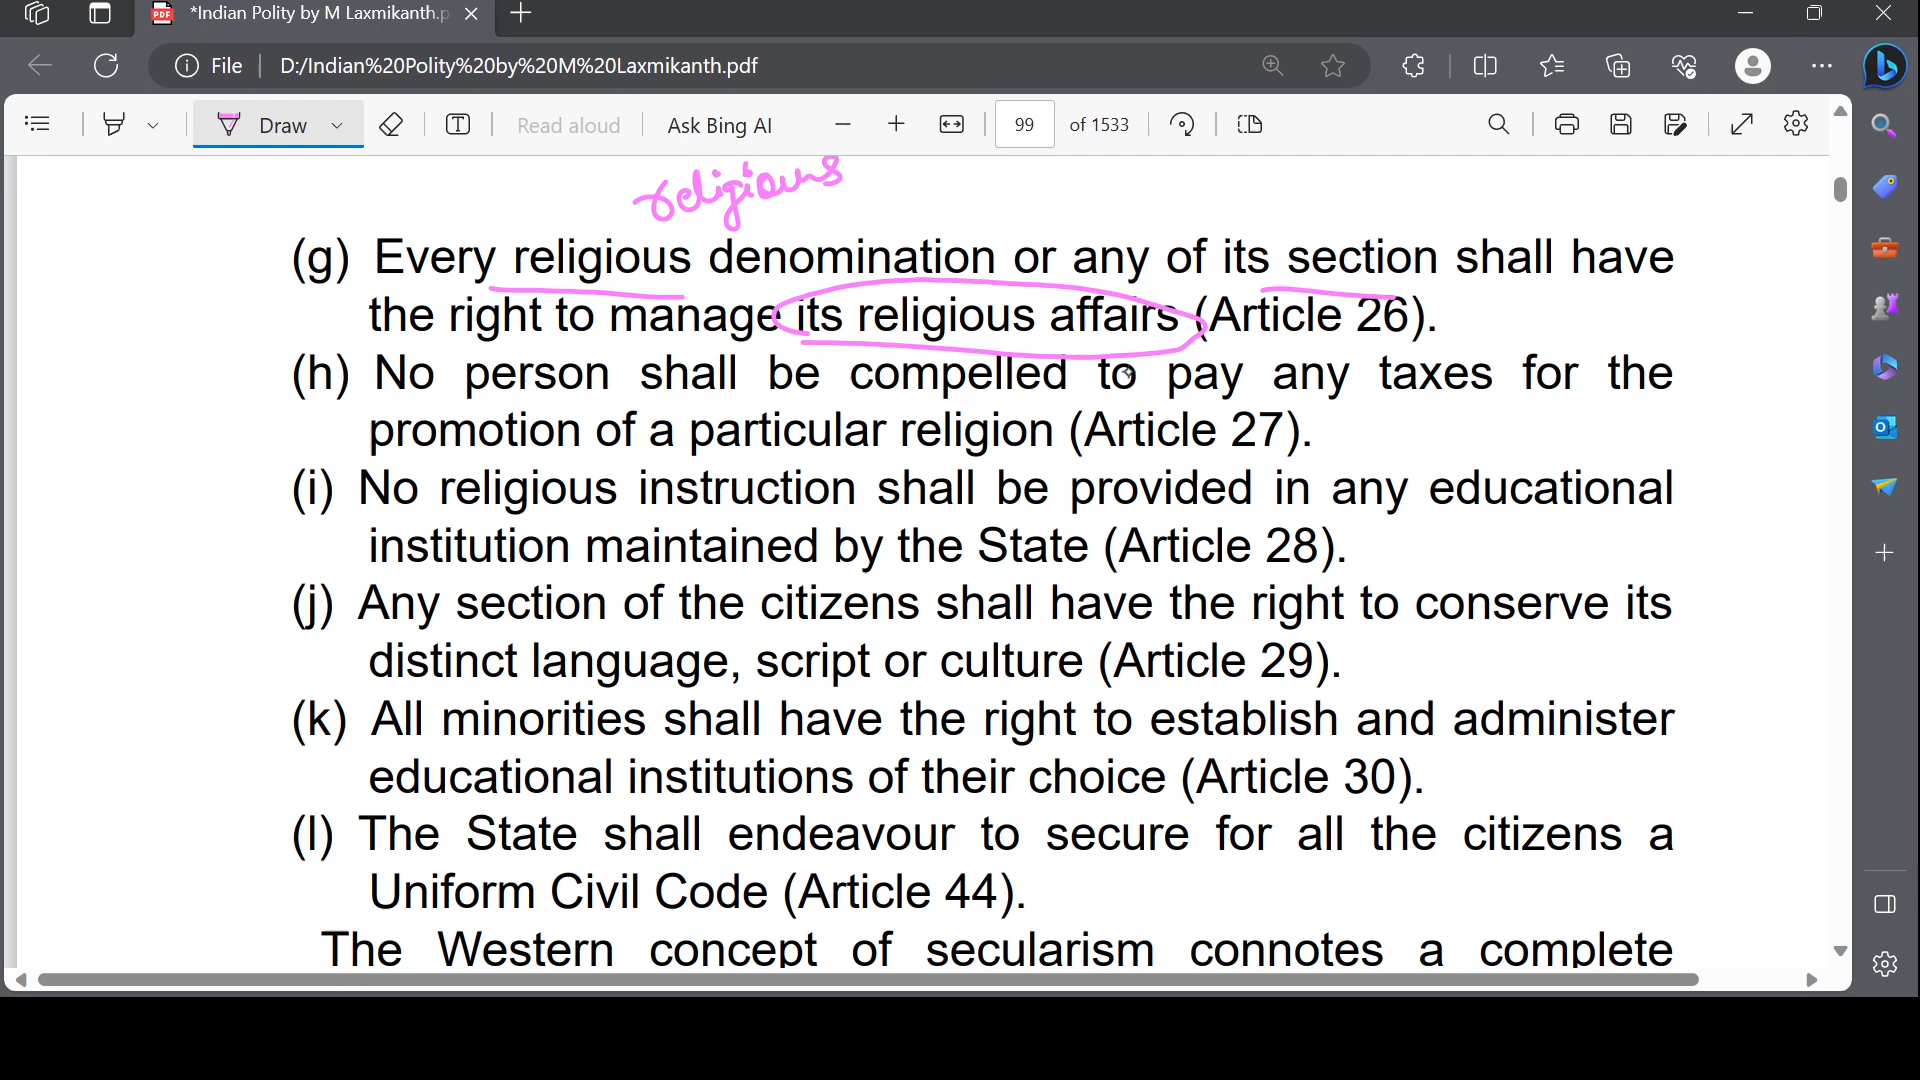 *Indian Polity by M Laxmikanth.p
File
D:/Indian%20Polity%20by%20M%20Laxmikanth.pdf
Draw
Read aloud
Ask Bing AI
99
of 1533
religious
(g) Every religious denomination or any of its section shall have
the right to manage its religious affairs (Article 26).
(h) No person shall be compelled to pay any taxes for the
promotion of a particular religion (Article 27).
(i) No religious instruction shall be provided in any educational
institution maintained by the State (Article 28).
(j) Any section of the citizens shall have the right to conserve its
distinct language, script or culture (Article 29).
(k) All minorities shall have the right to establish and administer
educational institutions of their choice (Article 30).
(l) The State shall endeavour to secure for all the citizens a
Uniform Civil Code (Article 44).
The Western concept of secularism connotes a complete